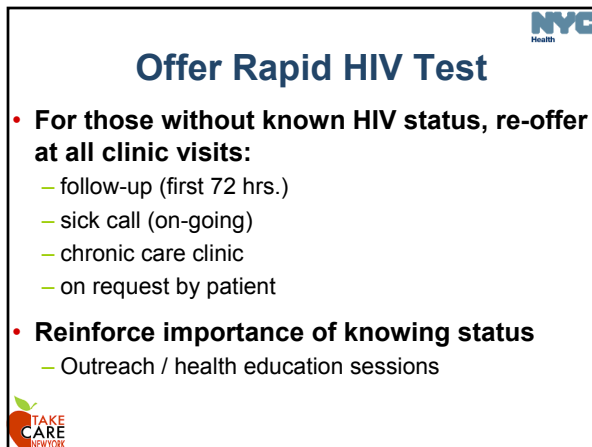 NYC
Health
Offer Rapid HIV Test
• For those without known HIV status, re-offer
at all clinic visits:
– follow-up (first 72 hrs.)
– sick call (on-going)
– chronic care clinic
– on request by patient
• Reinforce importance of knowing status
– Outreach / health education sessions
TAKE
CARE
NEWYORK